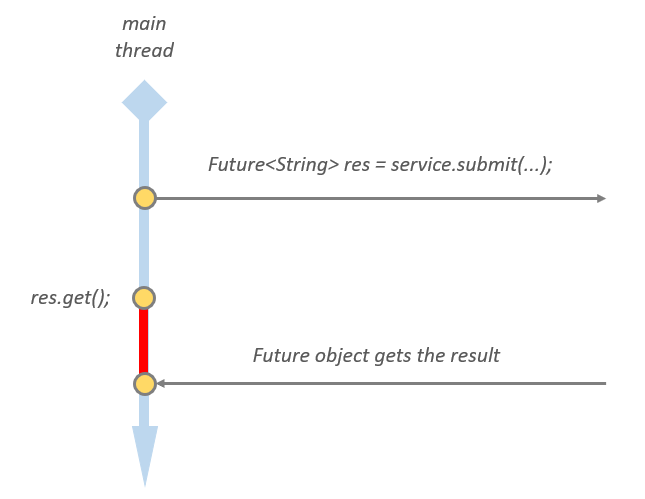 main
thread
Future<String> res = service.submit(...);
res.get();
Future object gets the result